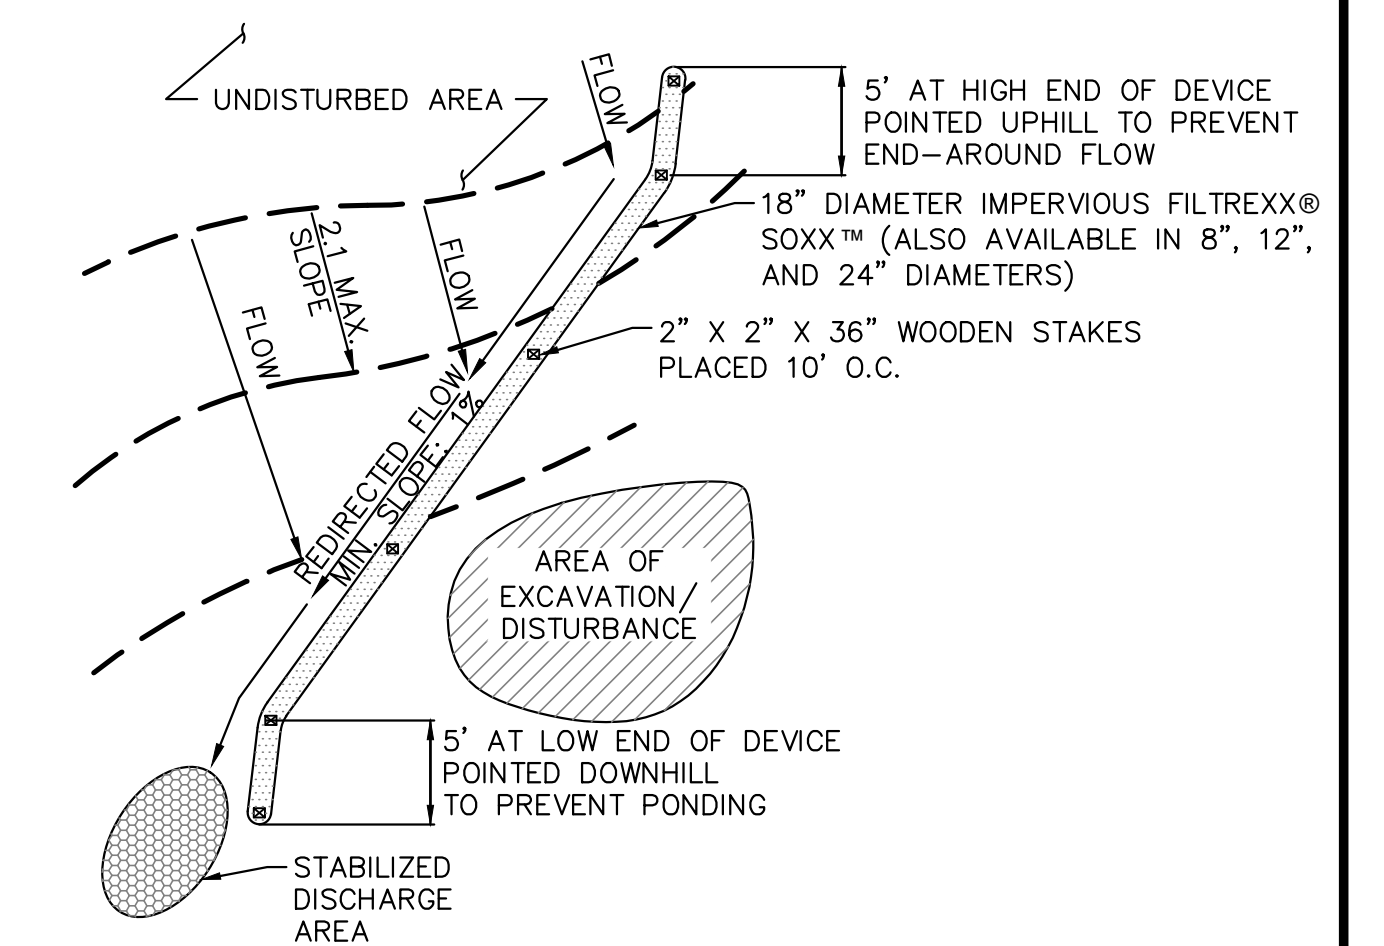 UNDISTURBED AREA
FLOW
5’ AT HIGH END OF DEVICE
POINTED UPHILL TO PREVENT
END–AROUND FLOW
18” DIAMETER IMPERVIOUS FILTREXX®
SOXX™ (ALSO AVAILABLE IN 8”, 12”,
AND 24” DIAMETERS)
2.1 MAX.
SLOPE
FLOW
FLOW
2” X 2” X 36” WOODEN STAKES
PLACED 10’ O.C.
REDIRECTED FLOW
MIN. SLOPE: 1%
AREA OF
EXCAVATION/
DISTURBANCE
5’ AT LOW END OF DEVICE
POINTED DOWNHILL
TO PREVENT PONDING
STABILIZED
DISCHARGE
AREA